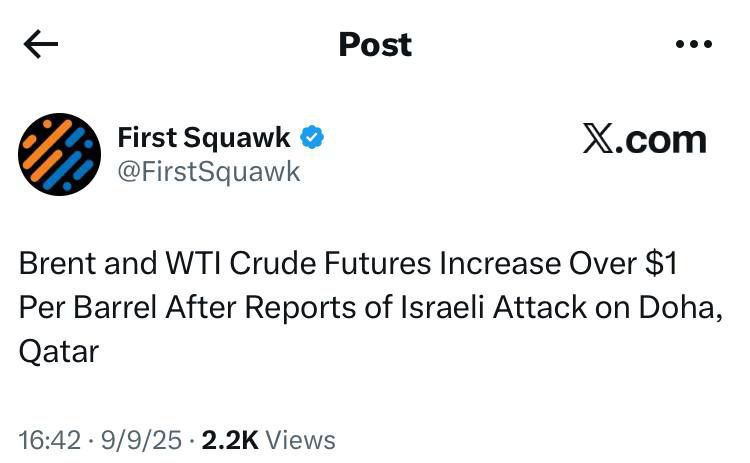 Post
First Squawk
@FirstSquawk
X.com
Brent and WTI Crude Futures Increase Over $1
Per Barrel After Reports of Israeli Attack on Doha,
Qatar
16:42 · 9/9/25 · 2.2K Views